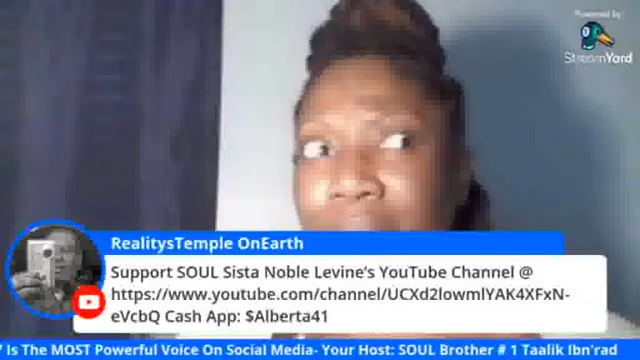 Powered by
StreamYard
RealitysTemple OnEarth
Support SOUL Sista Noble Levine's YouTube Channel @
https://www.youtube.com/channel/UCXd2lowmlYAK4XFxN-
eVcbQ Cash App: $Alberta41
Is The MOST Powerful Voice On Social Media- Your Host: SOUL Brother # 1 Taalik Ibn'rad